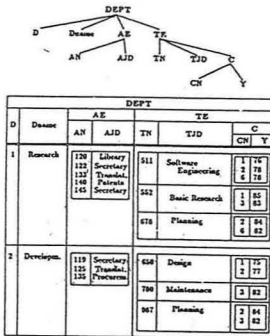 DEPT
D Dname AE TE
AN AJD TN TJD C
CN Y
DEPT
D Dname AE TE
AN AJD TN TJD C
CN Y
1 Research
120 Library
122 Secretary
133 Translat.
140 Patents
145 Secretary
511 Software Engineering
1 76
2 78
6 78
552 Basic Research
1 85
3 83
678 Planning
2 84
6 82
2 Developm.
119 Secretary
125 Translat.
135 Procurem.
650 Design
1 75
2 77
780 Maintenance
3 82
967 Planning
2 84
3 82